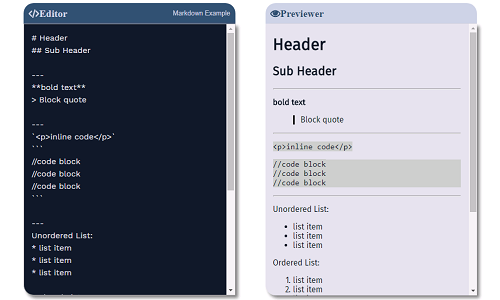 </>Editor
Markdown Example
# Header
## Sub Header
---
**bold text**
> Block quote
---
`<p>inline code</p>`
```
//code block
//code block
//code block
```
---
Unordered List:
* list item
* list item
* list item
Previewer
Header
Sub Header
bold text
Block quote
<p>inline code</p>
//code block
//code block
//code block
Unordered List:
• list item
• list item
• list item
Ordered List:
1. list item
2. list item